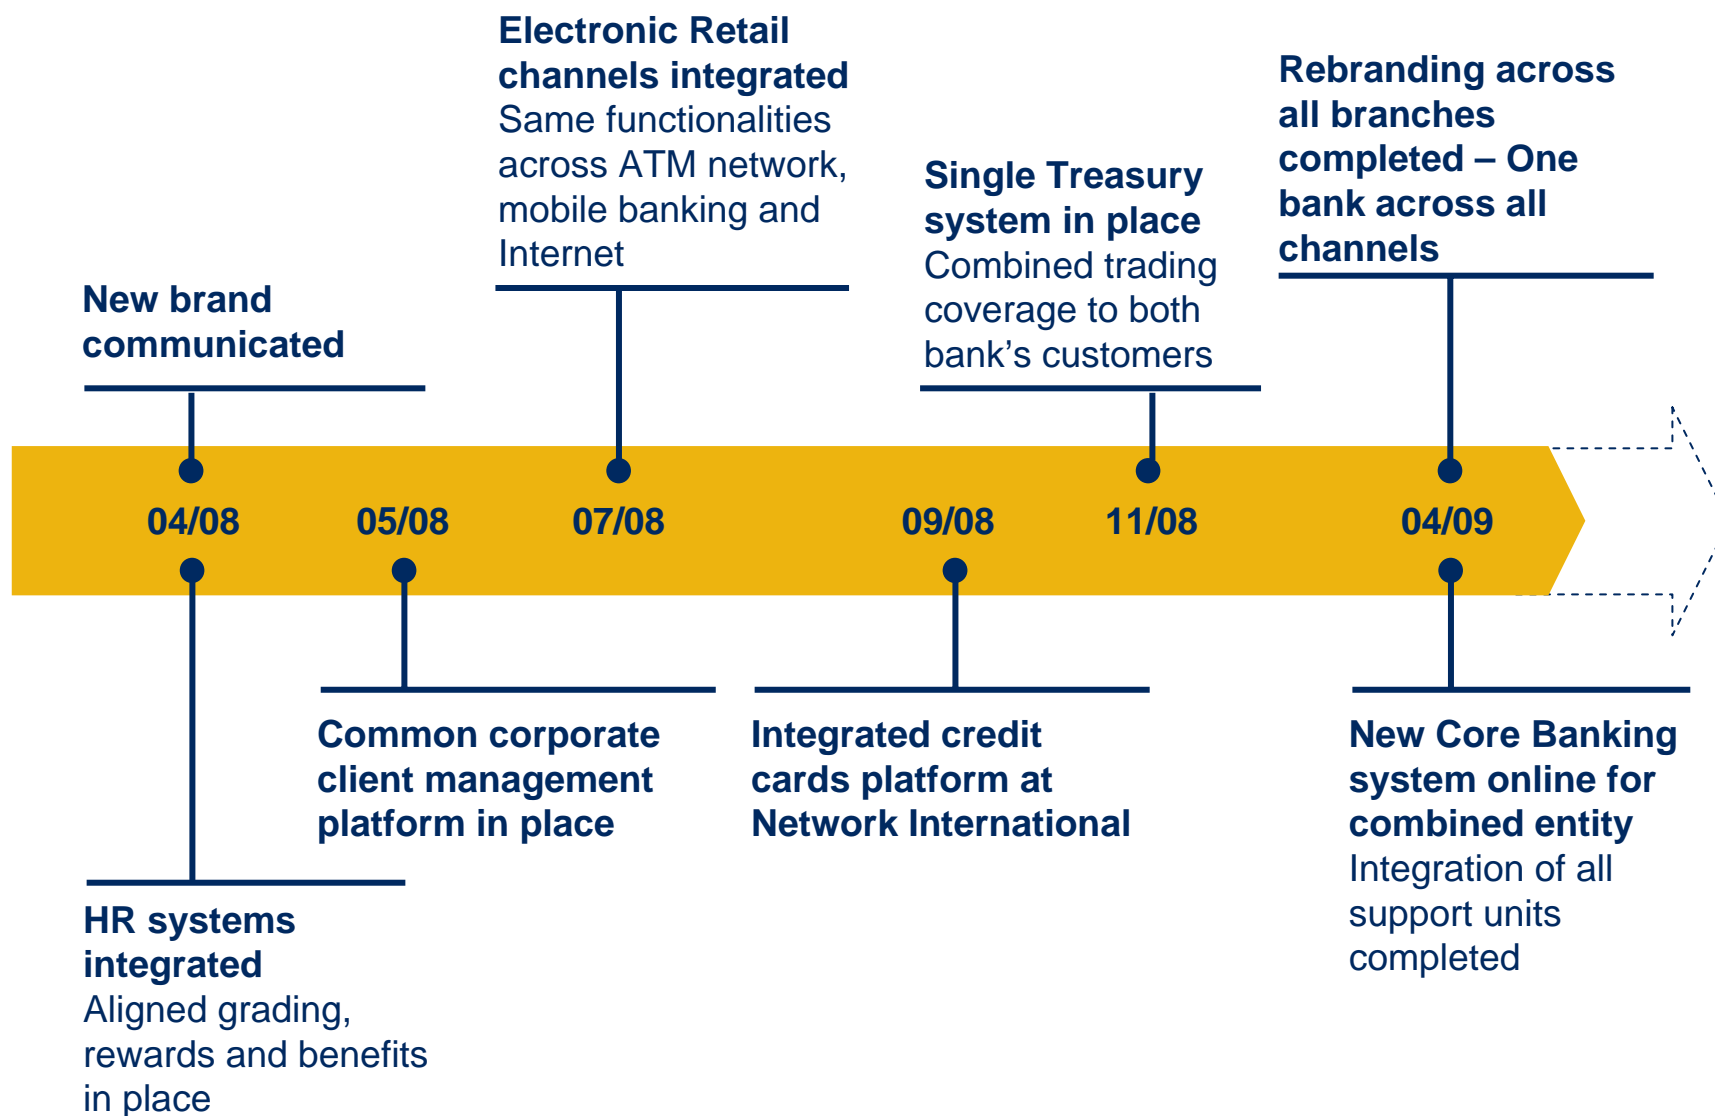 Electronic Retail
channels integrated
Same functionalities
across ATM network,
mobile banking and
Internet
Rebranding across
all branches
completed – One
bank across all
channels
Single Treasury
system in place
Combined trading
coverage to both
bank’s customers
New brand
communicated
04/08
05/08
07/08
09/08
11/08
04/09
Common corporate
client management
platform in place
Integrated credit
cards platform at
Network International
New Core Banking
system online for
combined entity
Integration of all
support units
completed
HR systems
integrated
Aligned grading,
rewards and benefits
in place